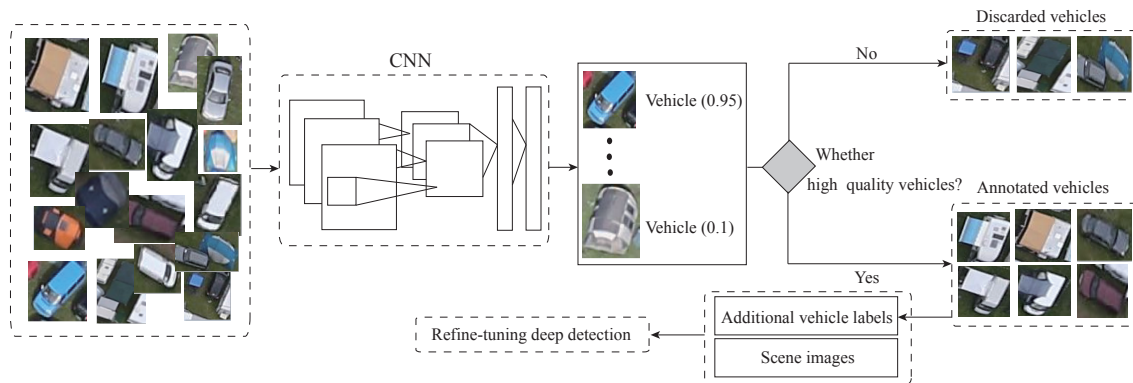 Discarded vehicles
CNN
No
Vehicle (0.95)
Whether
high quality vehicles?
Annotated vehicles
Vehicle (0.1)
Yes
Additional vehicle labels
Refine-tuning deep detection
Scene images